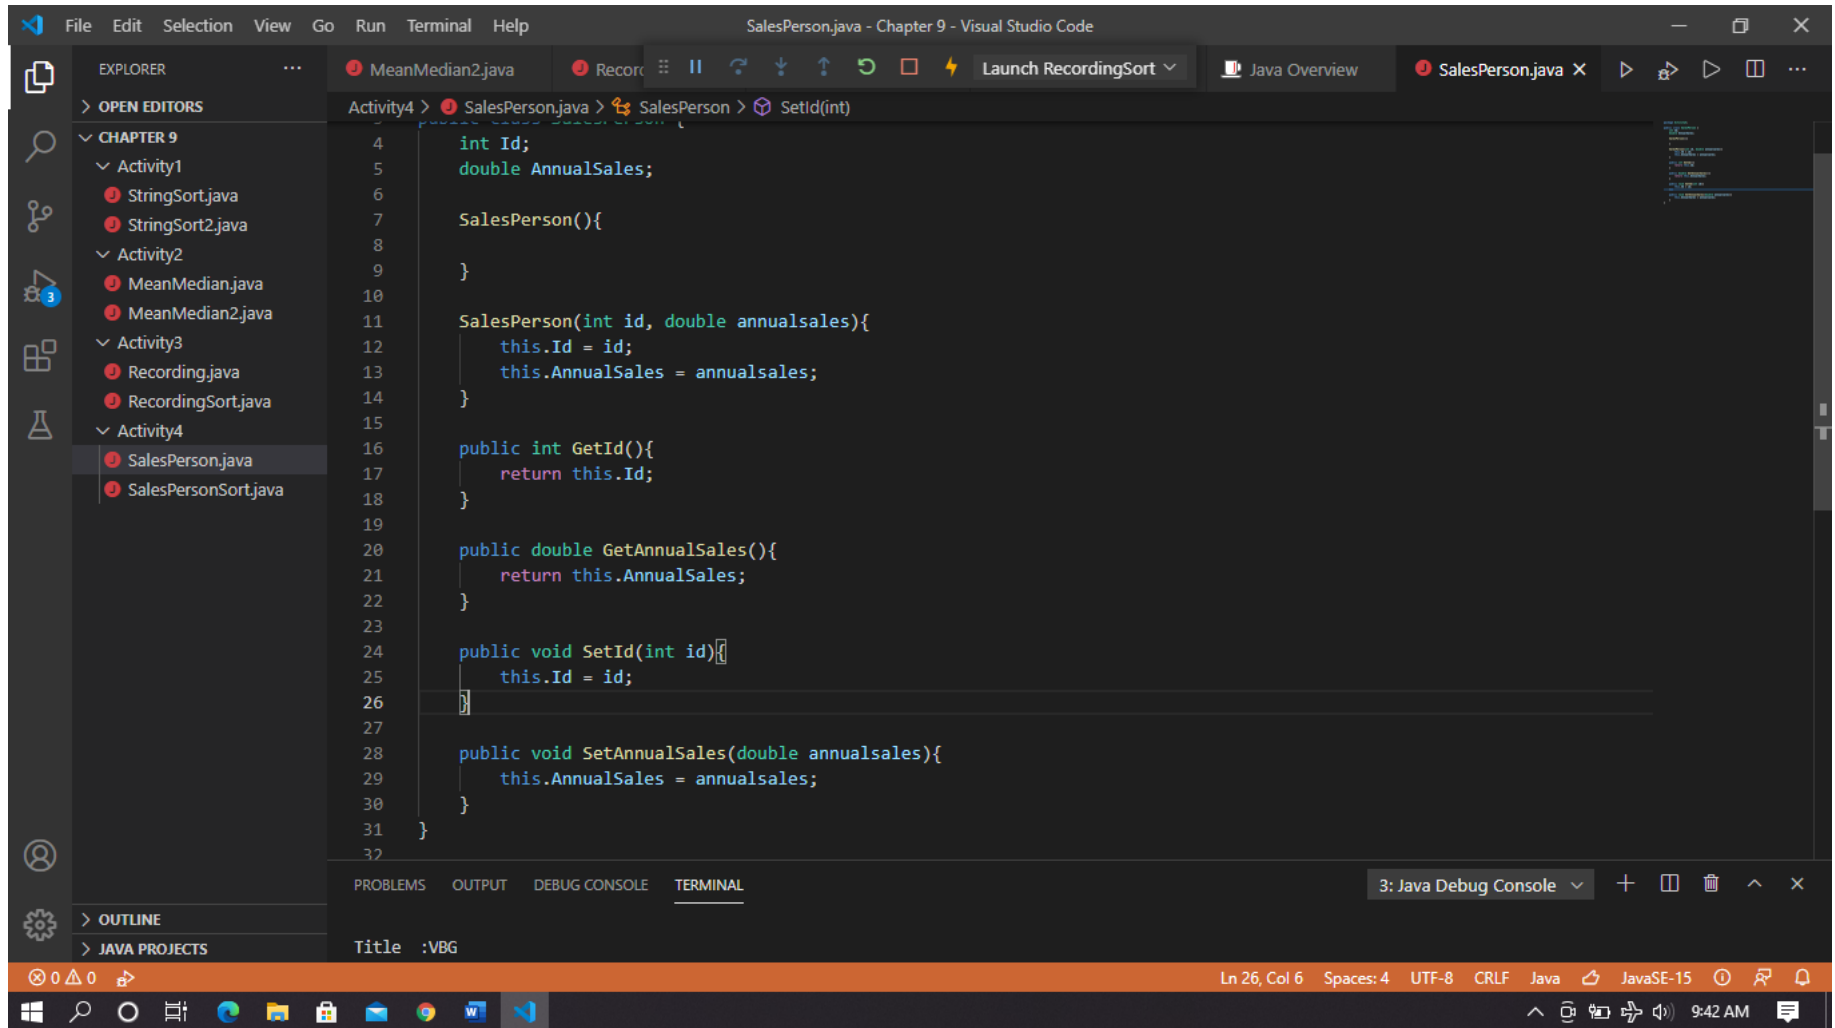 File Edit Selection View Go Run Terminal Help SalesPerson.java - Chapter 9 - Visual Studio Code
EXPLORER
MeanMedian2.java Record Launch RecordingSort Java Overview SalesPerson.java
OPEN EDITORS
CHAPTER 9
Activity1
StringSort.java
StringSort2.java
Activity2
MeanMedian.java
MeanMedian2.java
Activity3
Recording.java
RecordingSort.java
Activity4
SalesPerson.java
SalesPersonSort.java
OUTLINE
JAVA PROJECTS
3
Activity4 > SalesPerson.java > SalesPerson > SetId(int)
3 public class SalesPerson {
4 int Id;
5 double AnnualSales;
6
7 SalesPerson(){
8
9 }
10
11 SalesPerson(int id, double annualsales){
12 this.Id = id;
13 this.AnnualSales = annualsales;
14 }
15
16 public int GetId(){
17 return this.Id;
18 }
19
20 public double GetAnnualSales(){
21 return this.AnnualSales;
22 }
23
24 public void SetId(int id){
25 this.Id = id;
26 }
27
28 public void SetAnnualSales(double annualsales){
29 this.AnnualSales = annualsales;
30 }
31 }
32
PROBLEMS OUTPUT DEBUG CONSOLE TERMINAL 3: Java Debug Console
Title :VBG
0 0 Ln 26, Col 6 Spaces: 4 UTF-8 CRLF Java JavaSE-15
9:42 AM